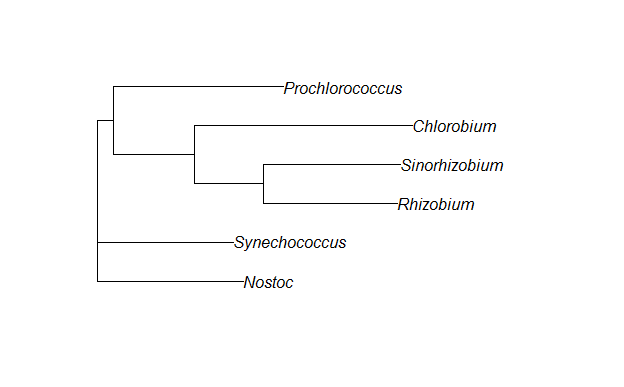 Prochlorococcus
Chlorobium
Sinorhizobium
Rhizobium
Synechococcus
Nostoc